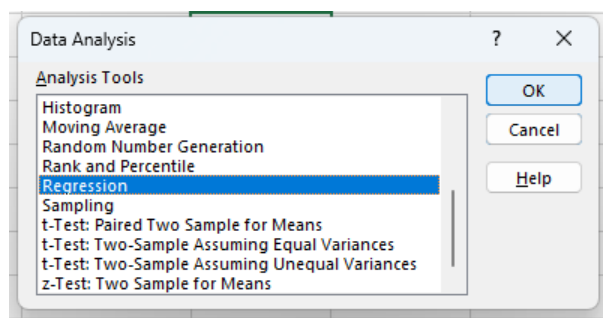 Data Analysis
?
Analysis Tools
Histogram
Moving Average
Random Number Generation
Rank and Percentile
Regression
Sampling
t-Test: Paired Two Sample for Means
t-Test: Two-Sample Assuming Equal Variances
t-Test: Two-Sample Assuming Unequal Variances
z-Test: Two Sample for Means
OK
Cancel
Help